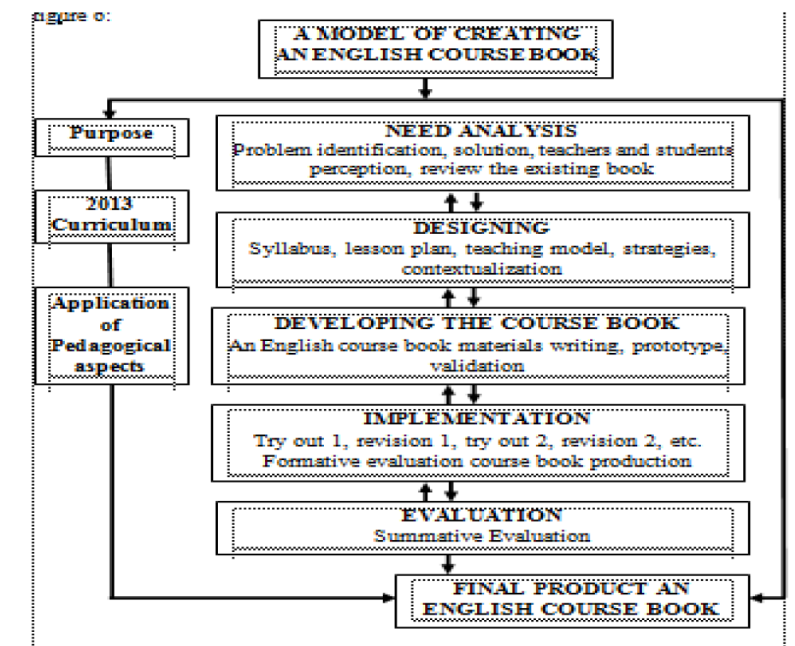 figure 6:
A MODEL OF CREATING
AN ENGLISH COURSE BOOK
Purpose
2013
Curriculum
Application
of
Pedagogical
aspects
NEED ANALYSIS
Problem identification, solution, teachers and students
perception, review the existing book
DESIGNING
Syllabus, lesson plan, teaching model, strategies,
contextualization
DEVELOPING THE COURSE BOOK
An English course book materials writing, prototype,
validation
IMPLEMENTATION
Try out 1, revision 1, try out 2, revision 2, etc.
Formative evaluation course book production
EVALUATION
Summative Evaluation
FINAL PRODUCT AN
ENGLISH COURSE BOOK